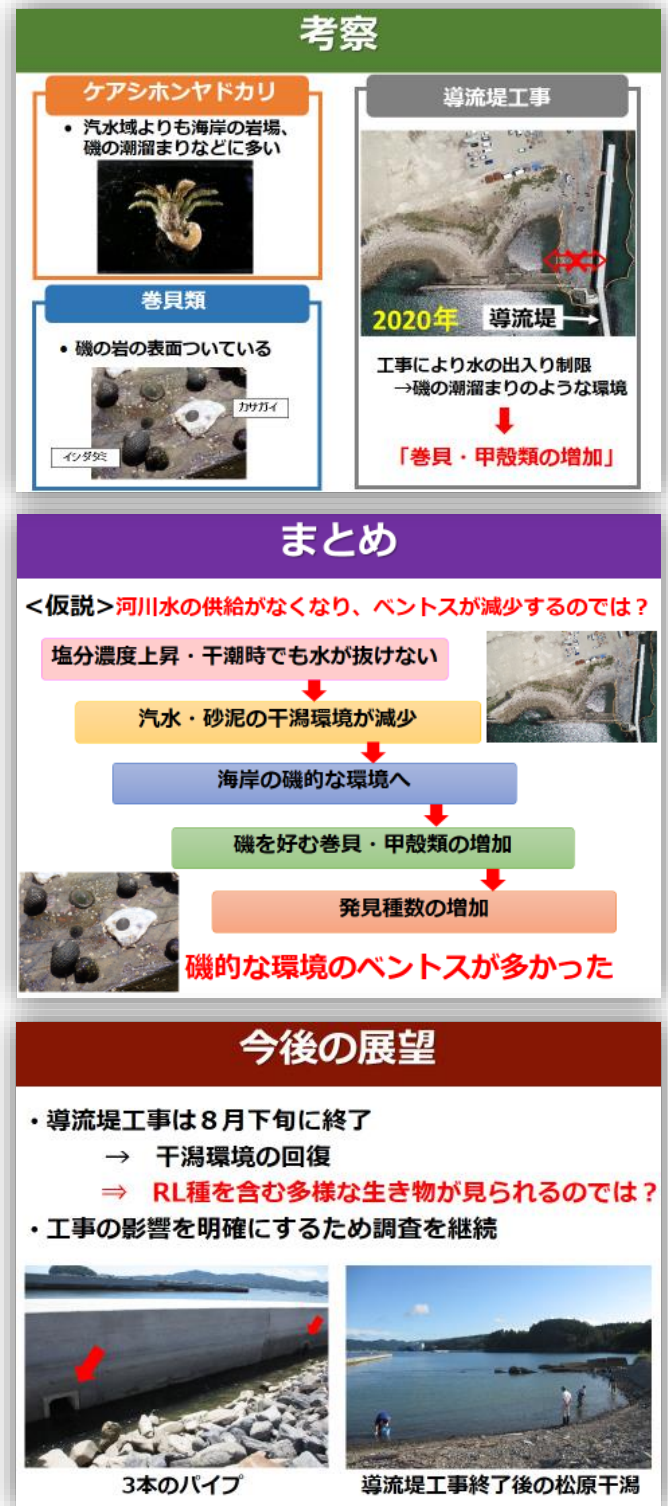 考察
ケアシホンヤドカリ
• 汽水域よりも海岸の岩場、
磯の潮溜まりなどに多い
巻貝類
• 磯の岩の表面ついている
カサガイ
イシダタミ
導流堤工事
2020年
導流堤
工事により水の出入り制限
→磯の潮溜まりのような環境
「巻貝・甲殻類の増加」
まとめ
<仮説>河川水の供給がなくなり、ベントスが減少するのでは？
塩分濃度上昇・干潮時でも水が抜けない
汽水・砂泥の干潟環境が減少
海岸の磯的な環境へ
磯を好む巻貝・甲殻類の増加
発見種数の増加
磯的な環境のベントスが多かった
今後の展望
・導流堤工事は８月下旬に終了
→ 干潟環境の回復
⇒ RL種を含む多様な生き物が見られるのでは？
・工事の影響を明確にするため調査を継続
3本のパイプ
導流堤工事終了後の松原干潟